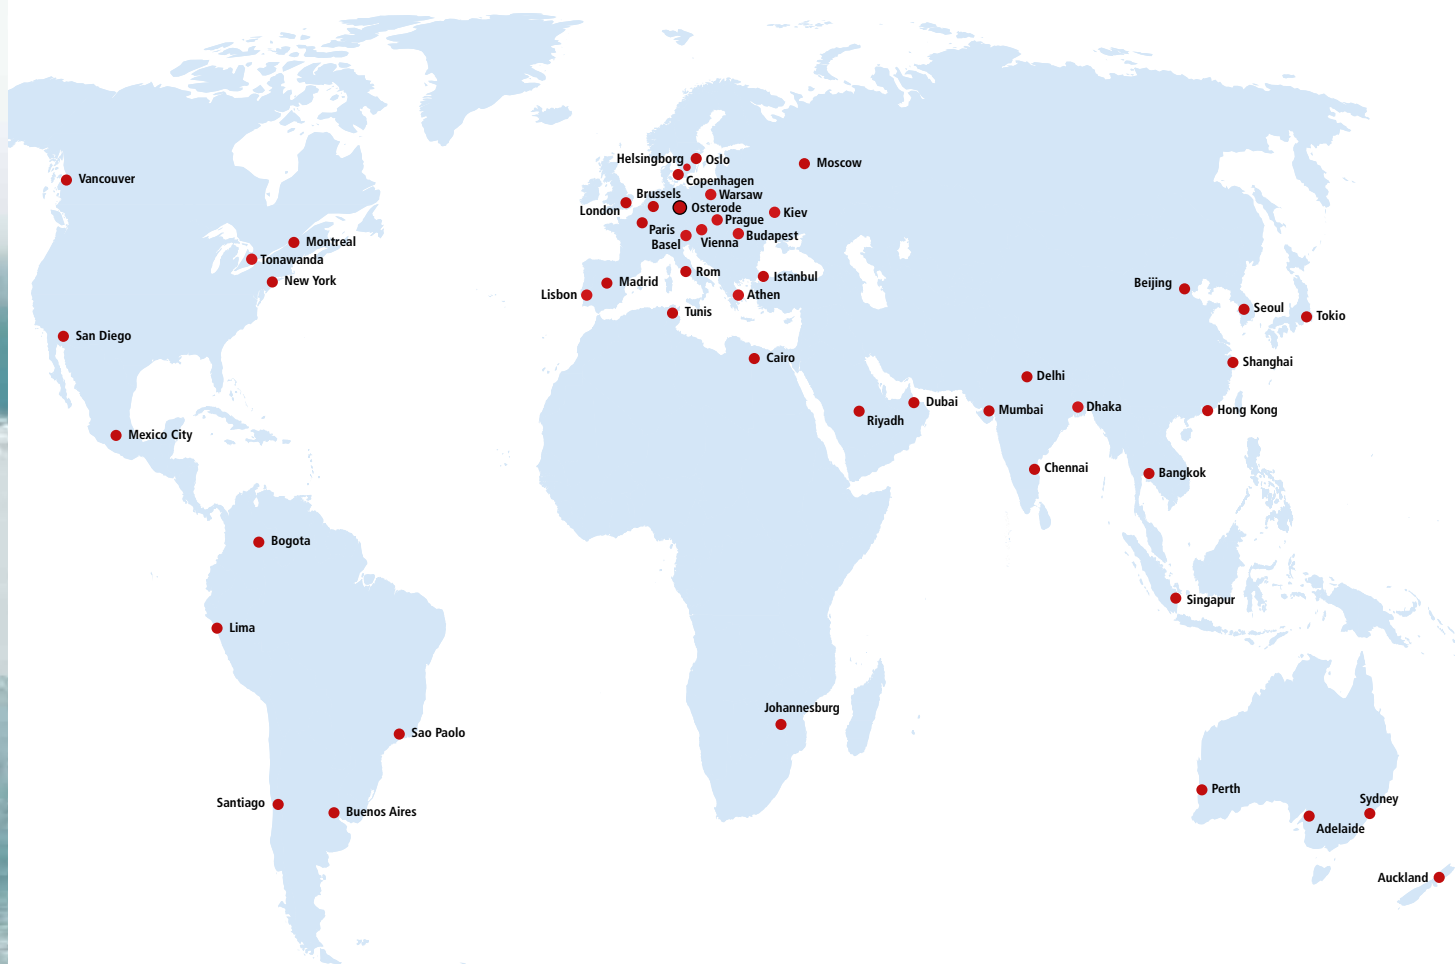 Helsingborg
Oslo
Moscow
Vancouver
Copenhagen
Brussels
Warsaw
London
Osterode
Kiev
Prague
Paris
Budapest
Basel
Vienna
Montreal
Tonawanda
Rom
Istanbul
New York
Madrid
Beijing
Lisbon
Athen
Tunis
Seoul
Tokio
San Diego
Cairo
Shanghai
Delhi
Dubai
Mumbai
Dhaka
Hong Kong
Riyadh
Mexico City
Chennai
Bangkok
Bogota
Singapur
Lima
Johannesburg
Sao Paolo
Perth
Sydney
Santiago
Buenos Aires
Adelaide
Auckland